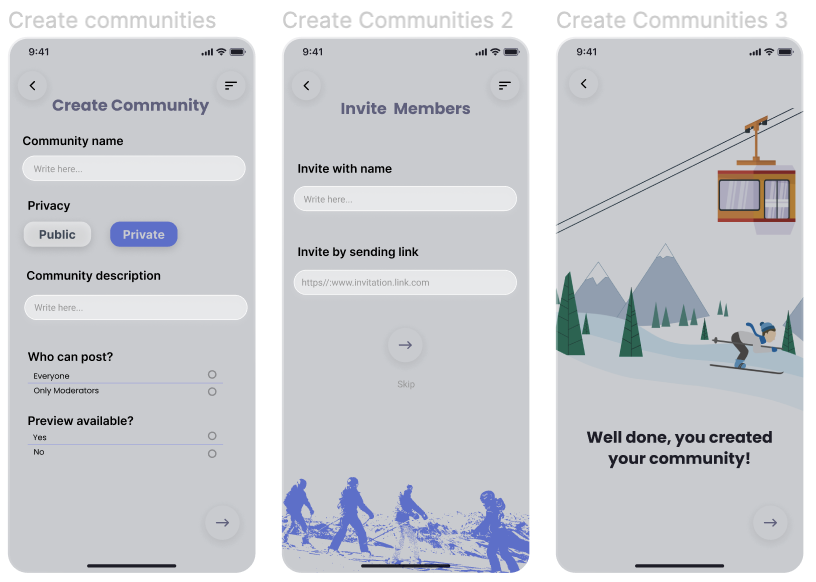 Create communities
9:41
Create Community
Community name
Write here...
Privacy
Public
Private
Community description
Write here...
Who can post?
Everyone
Only Moderators
Preview available?
Yes
No
Create Communities 2
9:41
Invite Members
Invite with name
Write here...
Invite by sending link
https//:www.invitation.link.com
Skip
Create Communities 3
9:41
Well done, you created
your community!